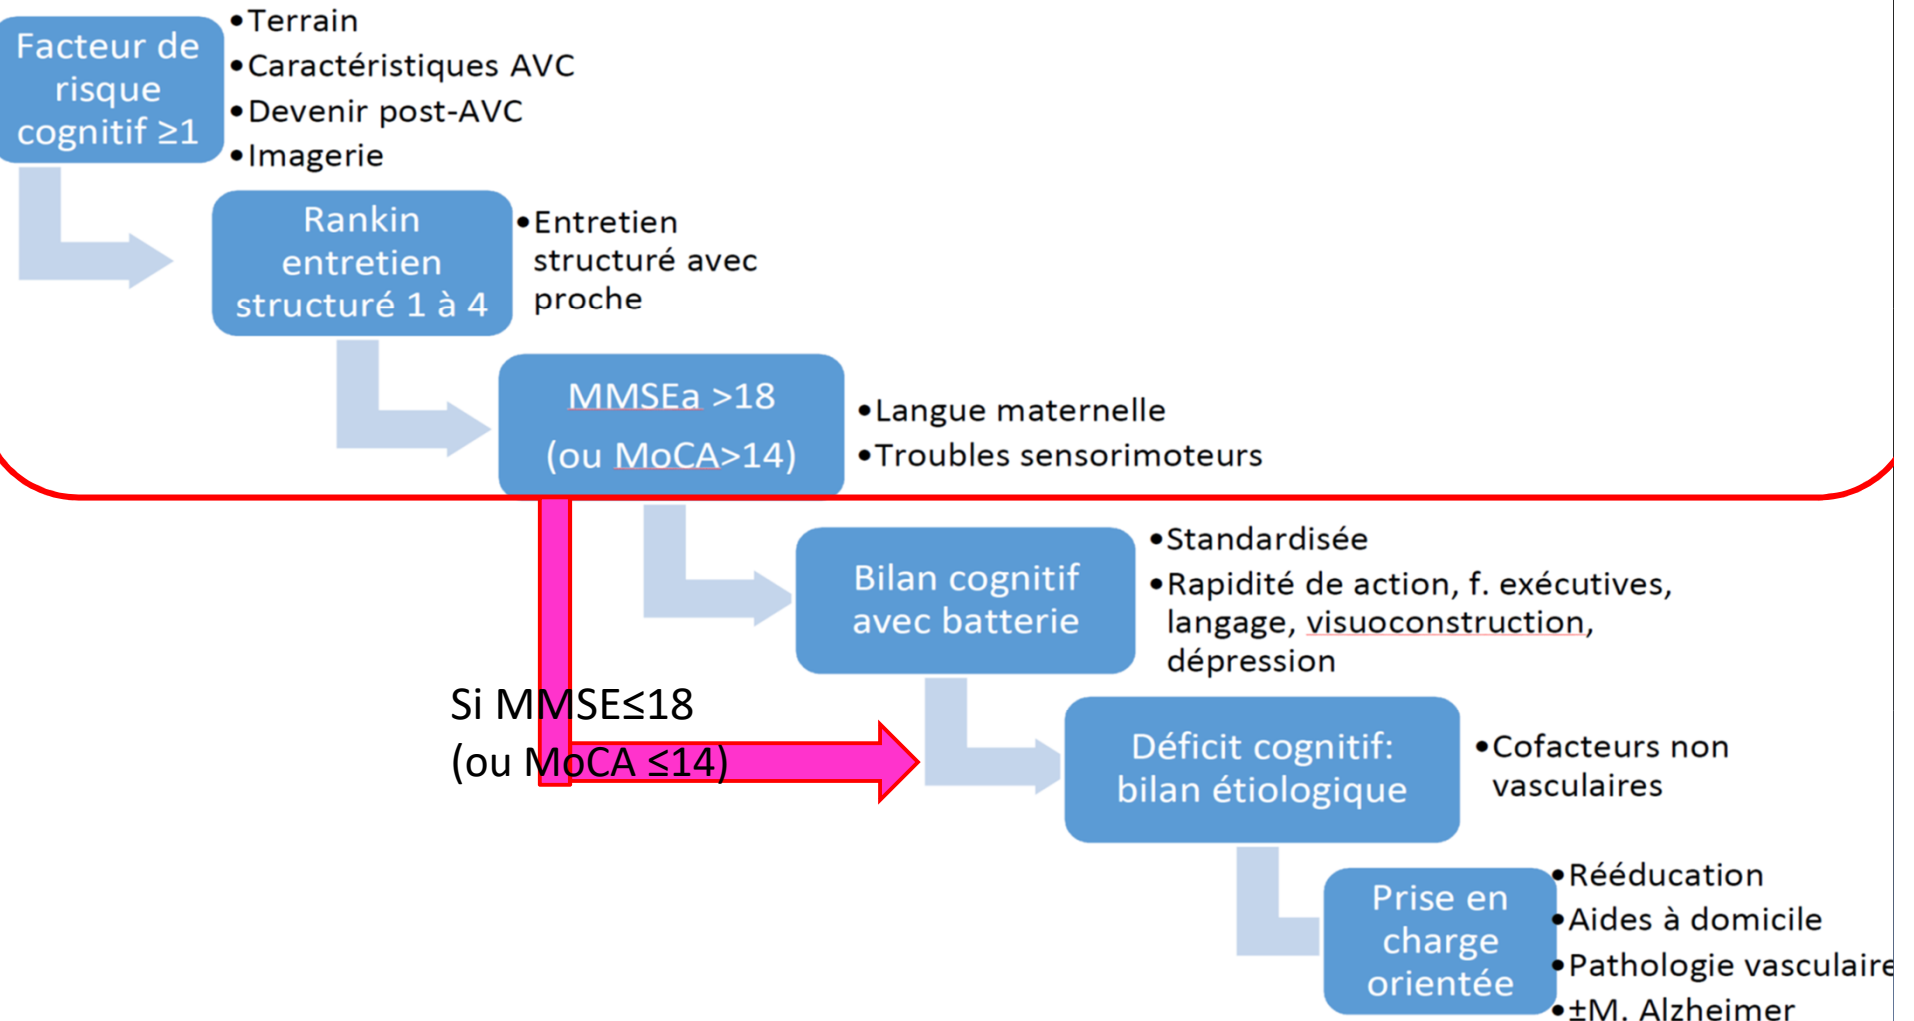 Facteur de
risque
cognitif ≥1
•Terrain
•Caractéristiques AVC
•Devenir post-AVC
•Imagerie
Rankin
entretien
structuré 1 à 4
•Entretien
structuré avec
proche
MMSEa >18
(ou MoCA>14)
•Langue maternelle
•Troubles sensorimoteurs
Bilan cognitif
avec batterie
•Standardisée
•Rapidité de action, f. exécutives,
langage, visuoconstruction,
dépression
Si MMSE≤18
(ou MoCA ≤14)
Déficit cognitif:
bilan étiologique
•Cofacteurs non
vasculaires
Prise en
charge
orientée
•Rééducation
•Aides à domicile
•Pathologie vasculaire
•±M. Alzheimer